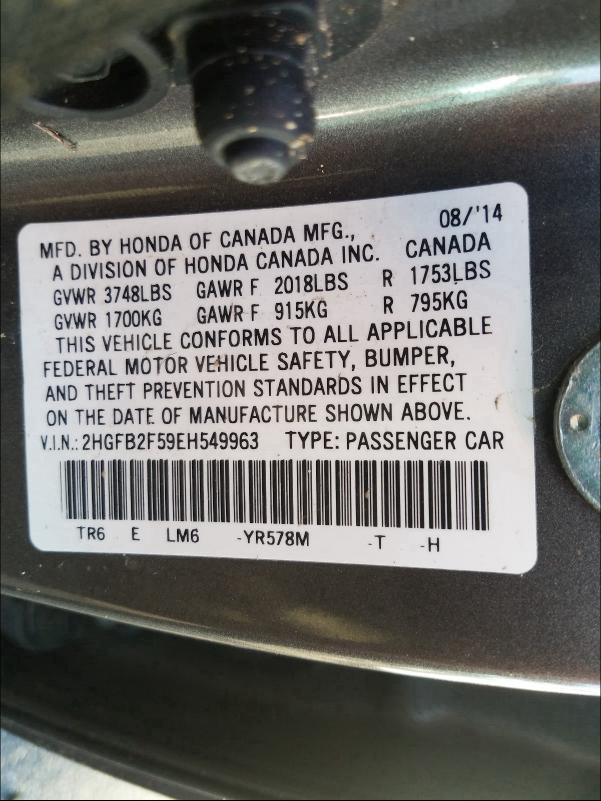 08/'14
MFD. BY HONDA OF CANADA MFG.,
A DIVISION OF HONDA CANADA INC. CANADA
GVWR 3748LBS GAWR F 2018LBS R 1753LBS
GVWR 1700KG GAWR F 915KG R 795KG
THIS VEHICLE CONFORMS TO ALL APPLICABLE
FEDERAL MOTOR VEHICLE SAFETY, BUMPER,
AND THEFT PREVENTION STANDARDS IN EFFECT
ON THE DATE OF MANUFACTURE SHOWN ABOVE.
V.I.N.: 2HGFB2F59EH549963 TYPE: PASSENGER CAR
TR6 E LM6 -YR578M -T -H